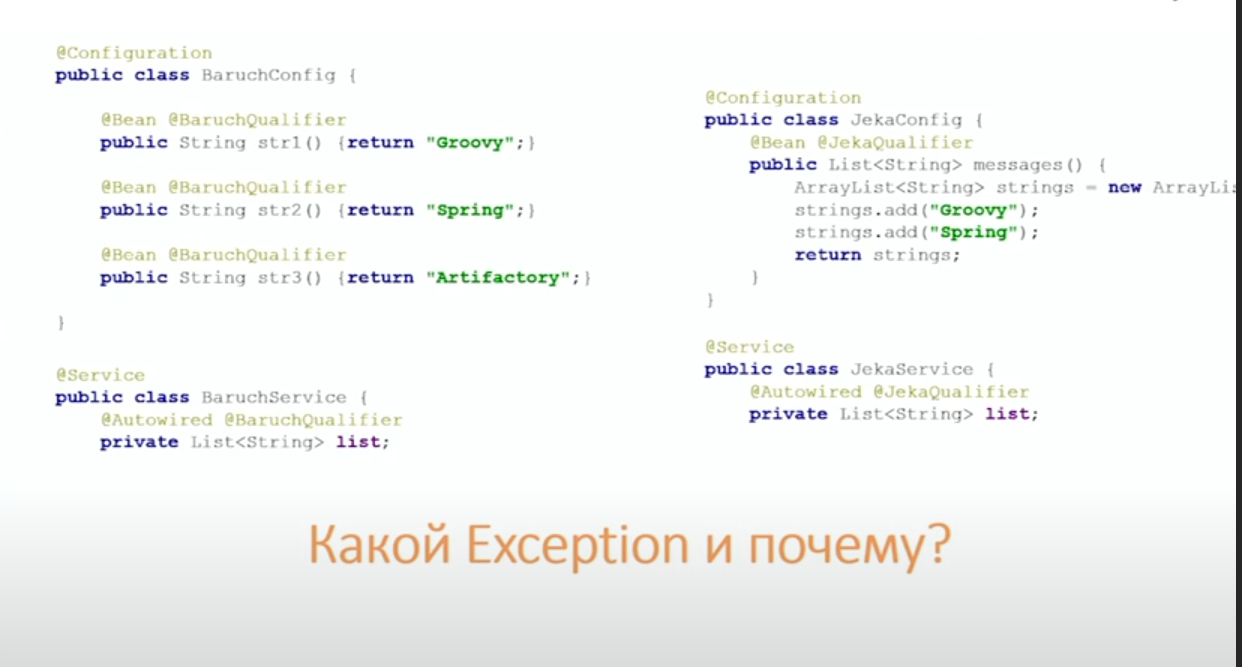 @Configuration
public class BaruchConfig {
@Bean @BaruchQualifier
public String str1() {return "Groovy";}
@Bean @BaruchQualifier
public String str2() {return "Spring";}
@Bean @BaruchQualifier
public String str3() {return "Artifactory";}
}
@Service
public class BaruchService {
@Autowired @BaruchQualifier
private List<String> list;
@Configuration
public class JekaConfig {
@Bean @JekaQualifier
public List<String> messages() {
ArrayList<String> strings = new ArrayLi
strings.add("Groovy");
strings.add("Spring");
return strings;
}
}
@Service
public class JekaService {
@Autowired @JekaQualifier
private List<String> list;
Какой Exception и почему?